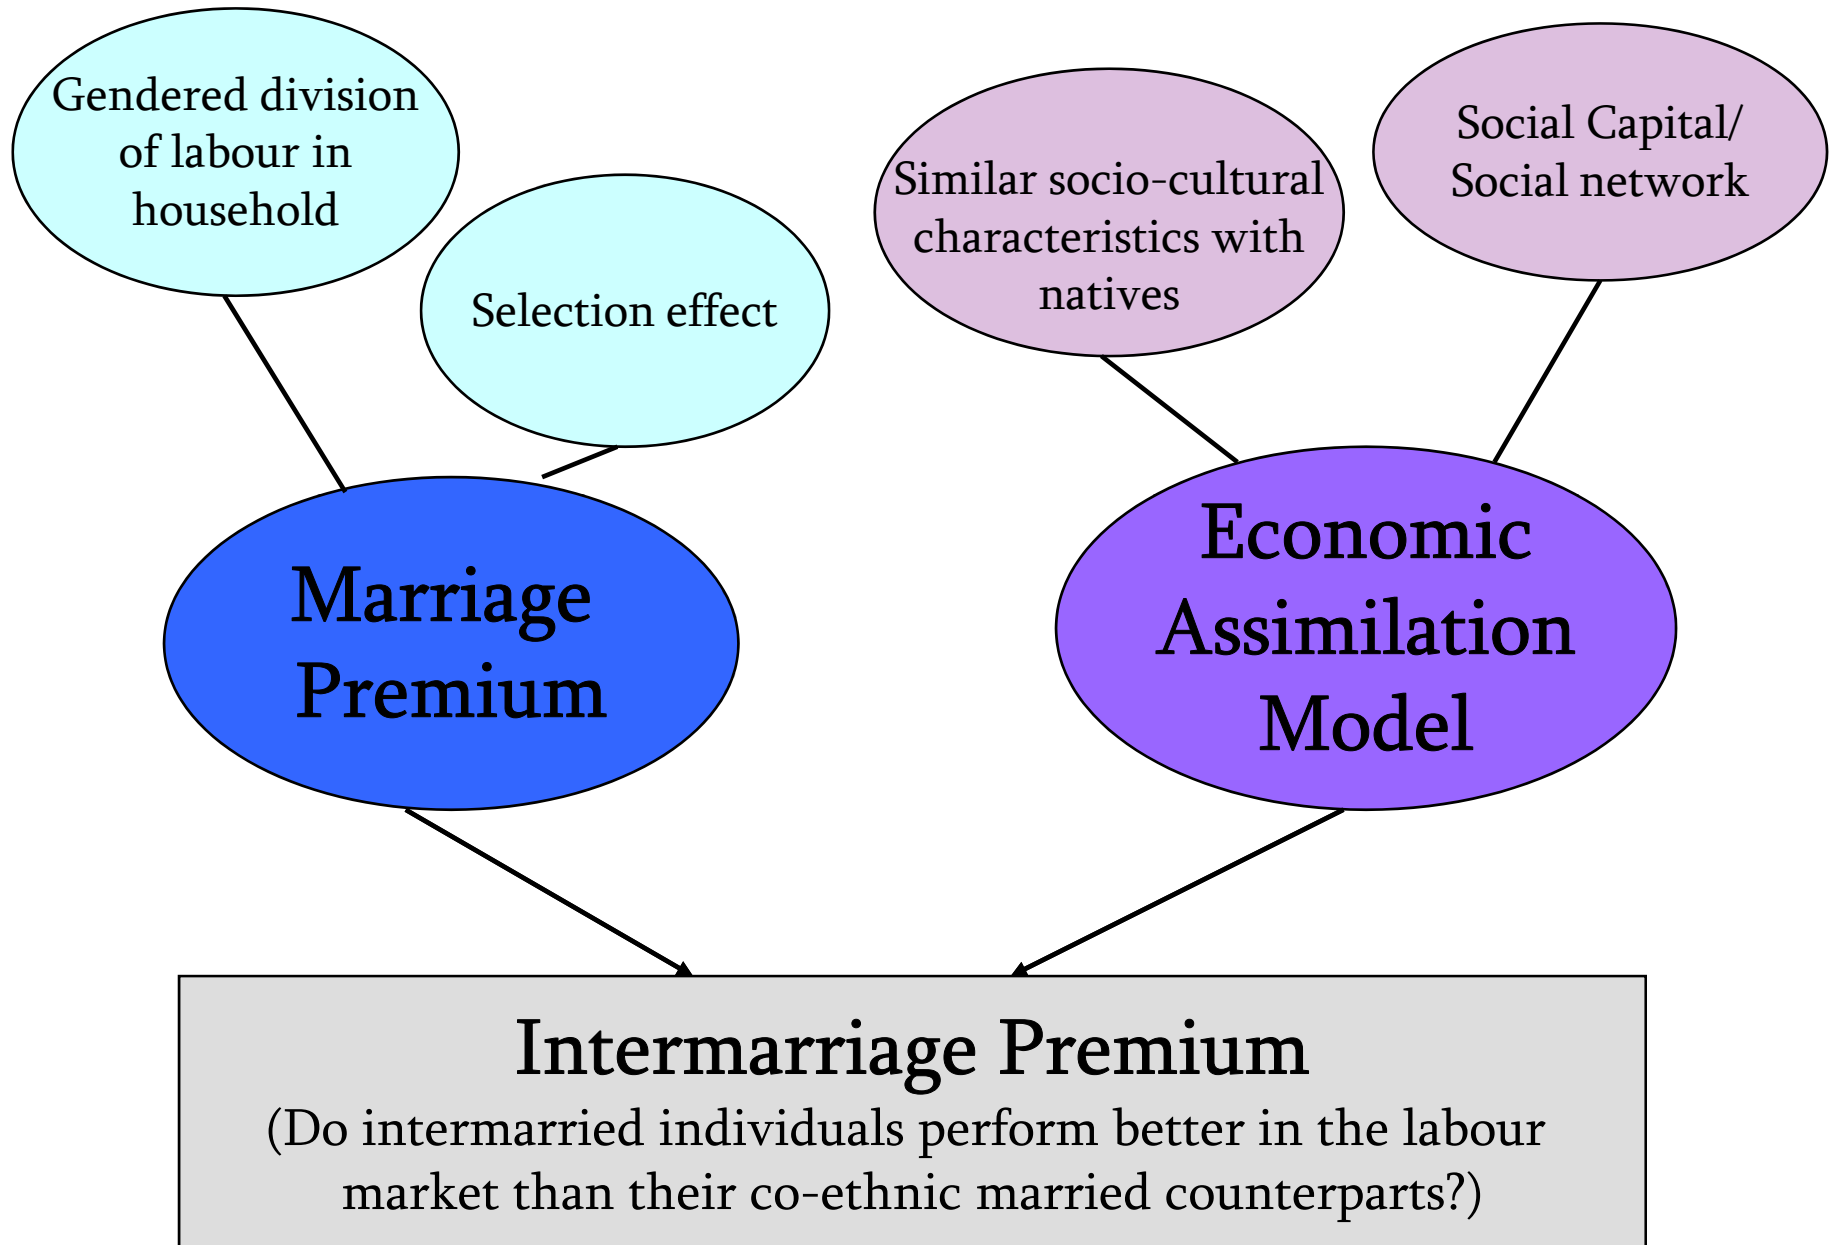 Gendered division
of labour in
household
Selection effect
Similar socio-cultural
characteristics with
natives
Social Capital/
Social network
Marriage
Premium
Economic
Assimilation
Model
Intermarriage Premium
(Do intermarried individuals perform better in the labour
market than their co-ethnic married counterparts?)